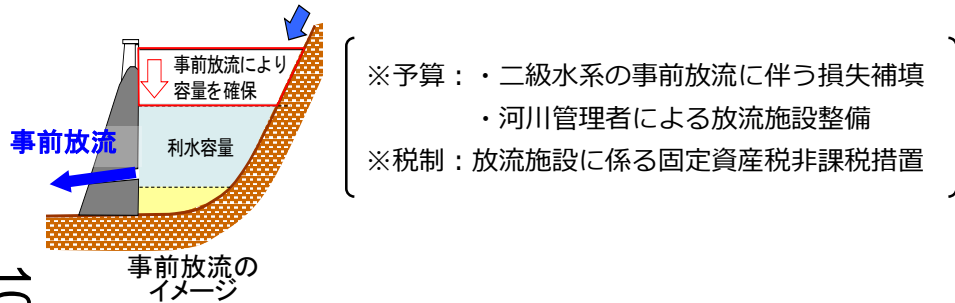 事前放流により
容量を確保
事前放流
利水容量
事前放流の
イメージ
※予算：・二級水系の事前放流に伴う損失補填
・河川管理者による放流施設整備
※税制：放流施設に係る固定資産税非課税措置